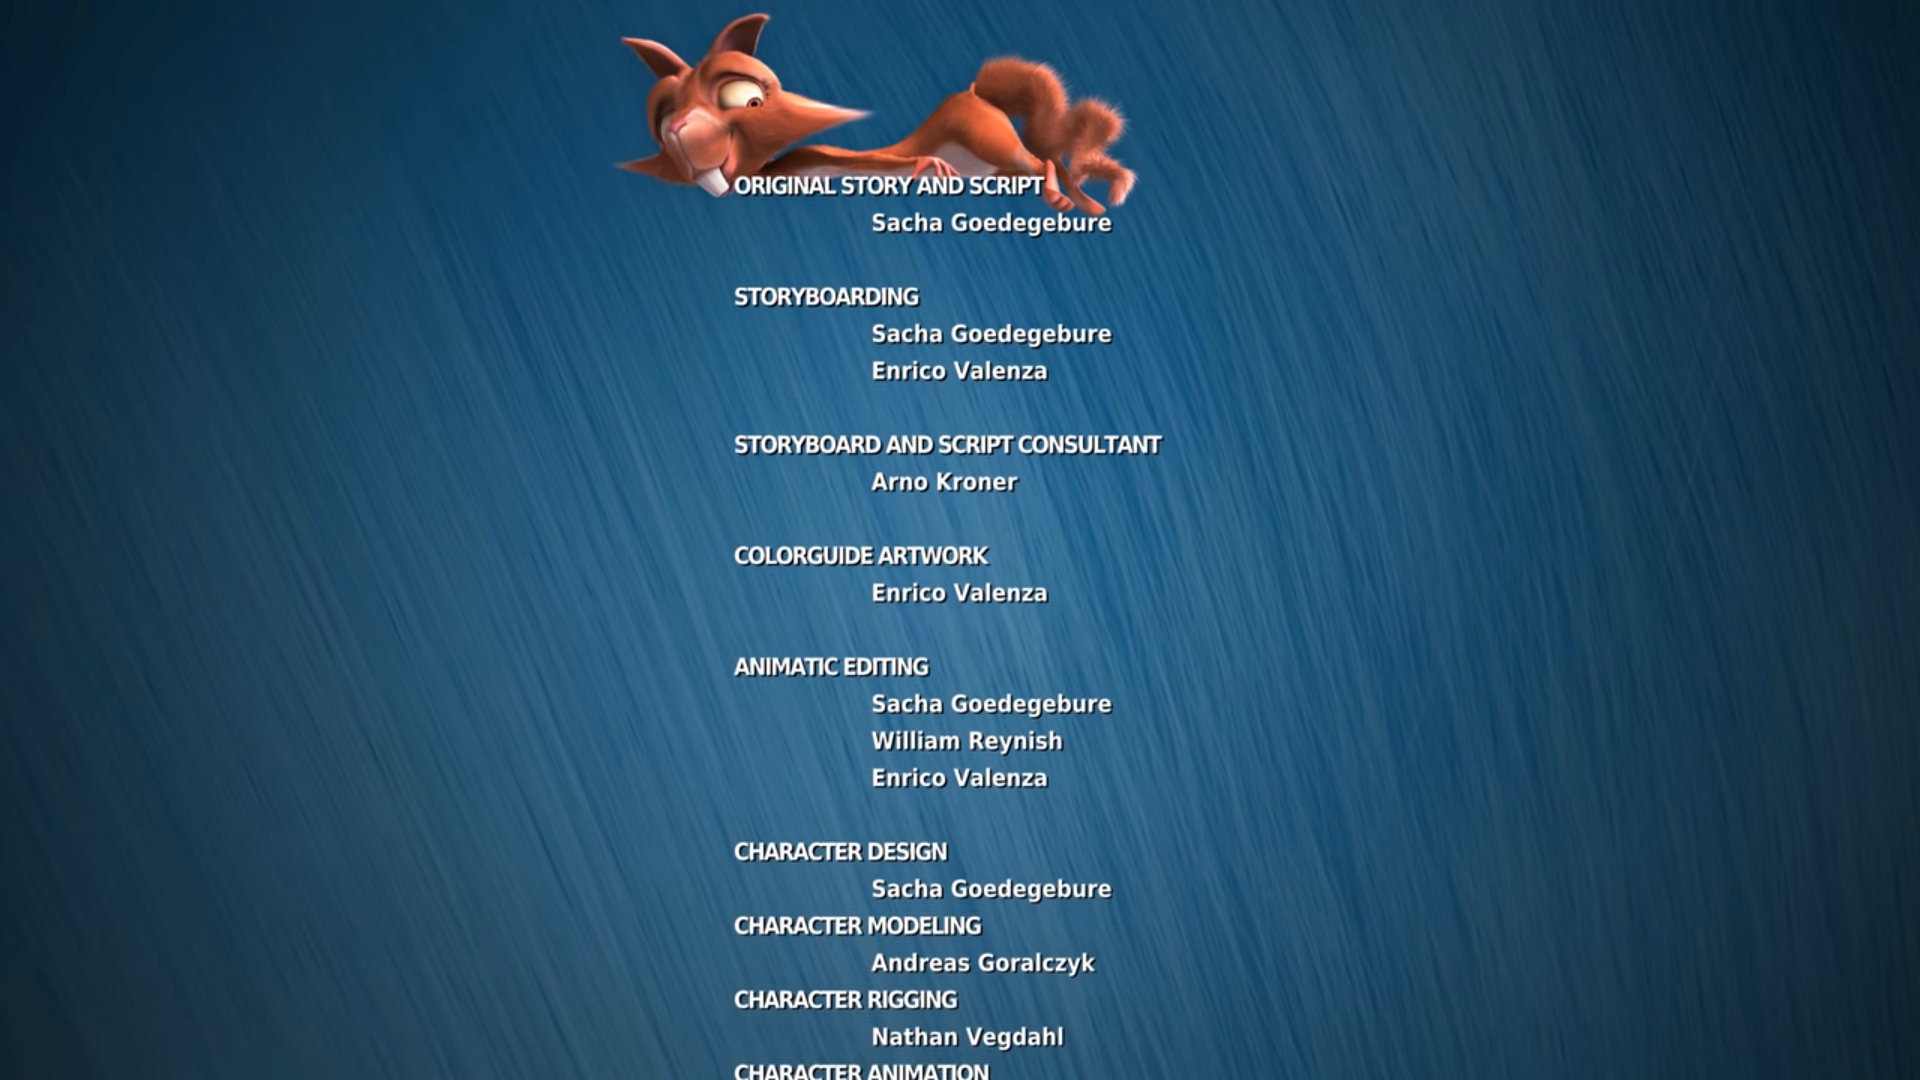 ORIGINAL STORY AND SCRIPT
Sacha Goedegebure
STORYBOARDING
Sacha Goedegebure
Enrico Valenza
STORYBOARD AND SCRIPT CONSULTANT
Arno Kroner
COLORGUIDE ARTWORK
Enrico Valenza
ANIMATIC EDITING
Sacha Goedegebure
William Reynish
Enrico Valenza
CHARACTER DESIGN
Sacha Goedegebure
CHARACTER MODELING
Andreas Goralczyk
CHARACTER RIGGING
Nathan Vegdahl
CHARACTER ANIMATION